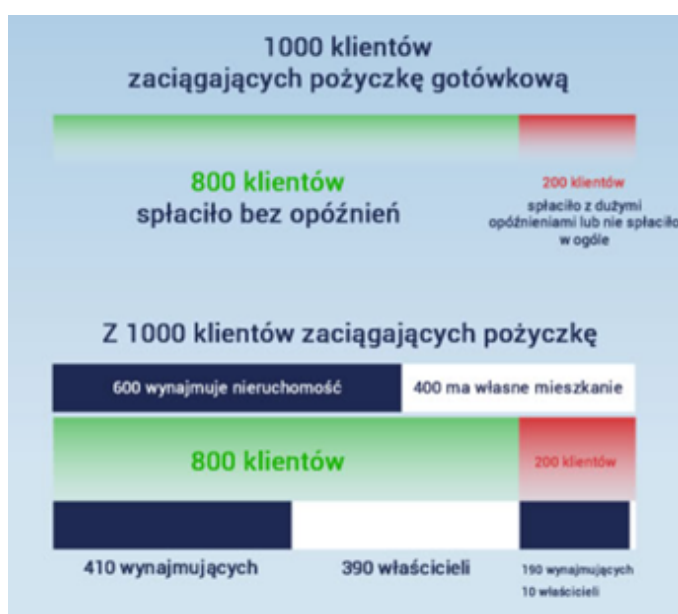 1000 klientów
zaciągających pożyczkę gotówkową
800 klientów
spłaciło bez opóźnień
200 klientów
spłaciło z dużymi
opóźnieniami lub nie spłaciło
w ogóle
Z 1000 klientów zaciągających pożyczkę
600 wynajmuje nieruchomość
400 ma własne mieszkanie
800 klientów
200 klientów
410 wynajmujących
390 właścicieli
190 wynajmujących
10 właścicieli